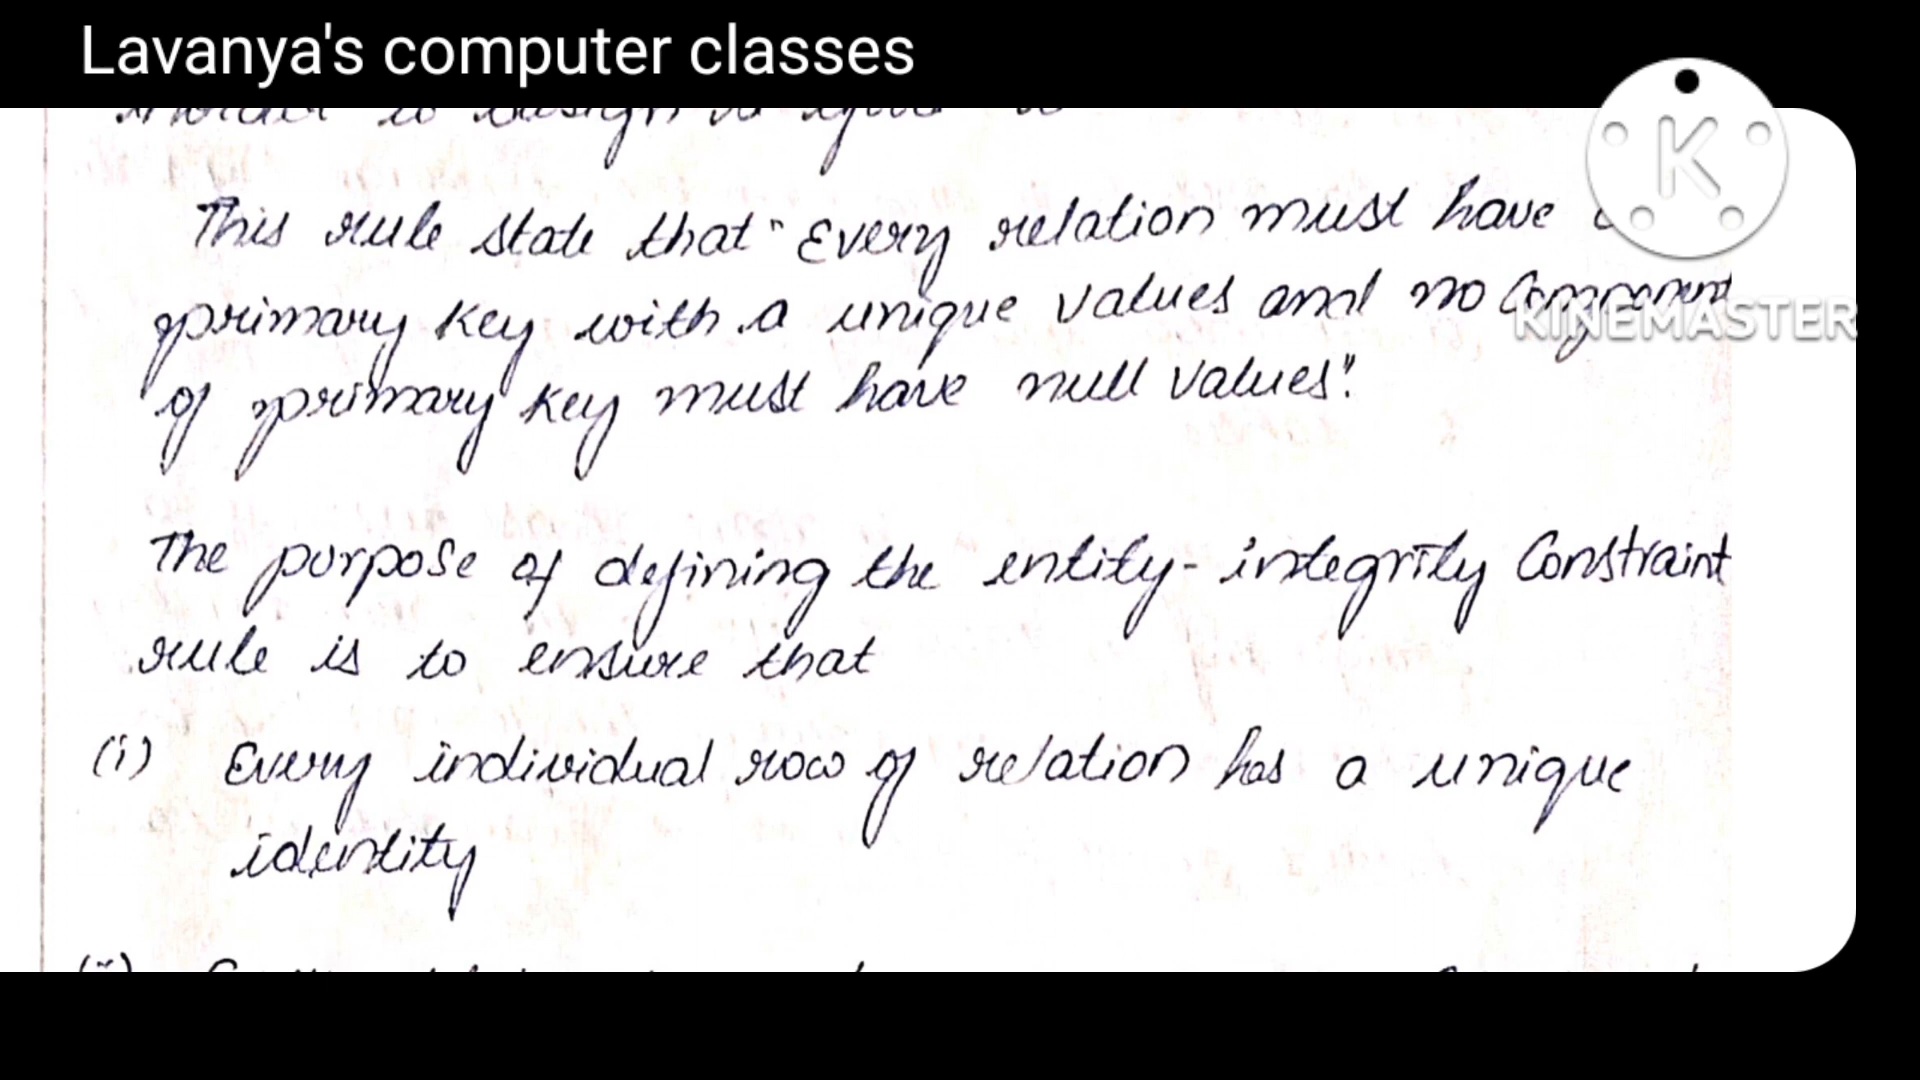 Lavanya's computer classes
This rule state that "Every relation must have
primary key with a unique values and no Component
KINEMASTER
of primary key must have null values".
The purpose of defining the entity-integrity Constraint
rule is to ensure that
(i) Every individual row of relation has a unique
identity